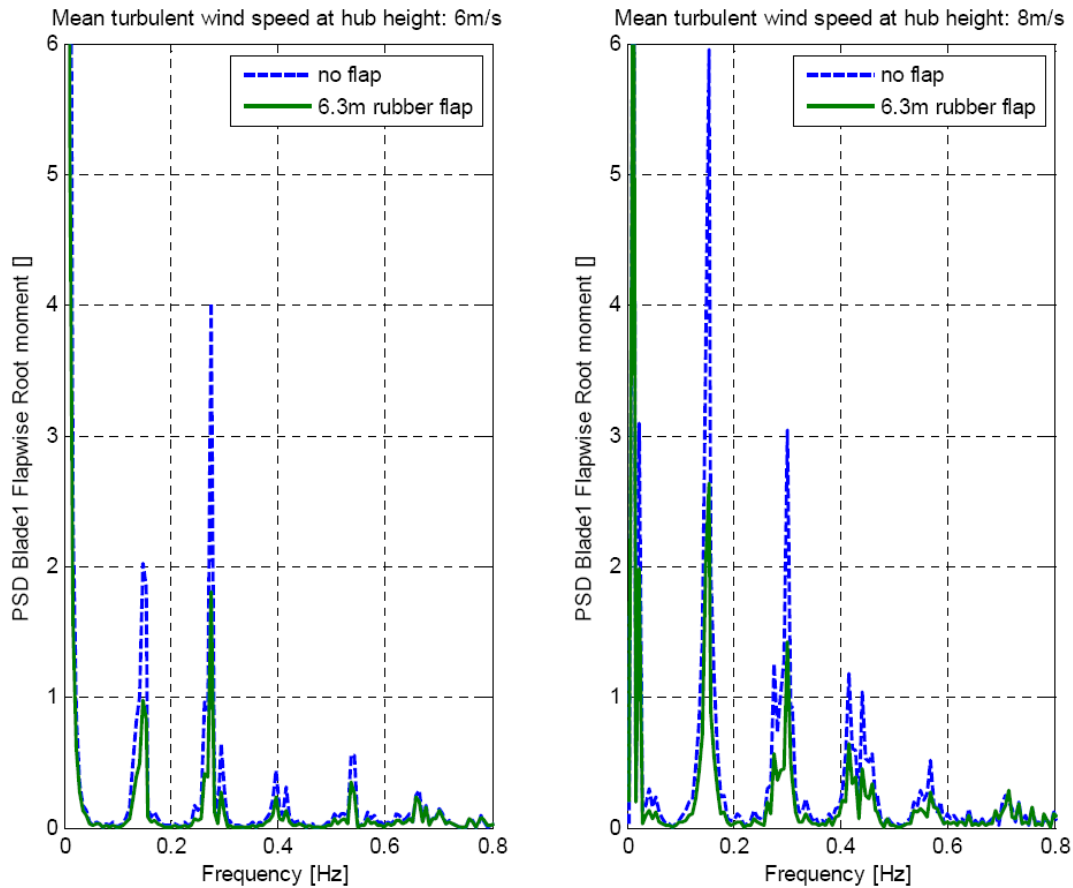 Mean turbulent wind speed at hub height: 6m/s
no flap
6.3m rubber flap
PSD Blade1 Flapwise Root moment []
6
5
4
3
2
1
0
0
0.2
0.4
0.6
0.8
Frequency [Hz]
Mean turbulent wind speed at hub height: 8m/s
no flap
6.3m rubber flap
PSD Blade1 Flapwise Root moment []
6
5
4
3
2
1
0
0
0.2
0.4
0.6
0.8
Frequency [Hz]